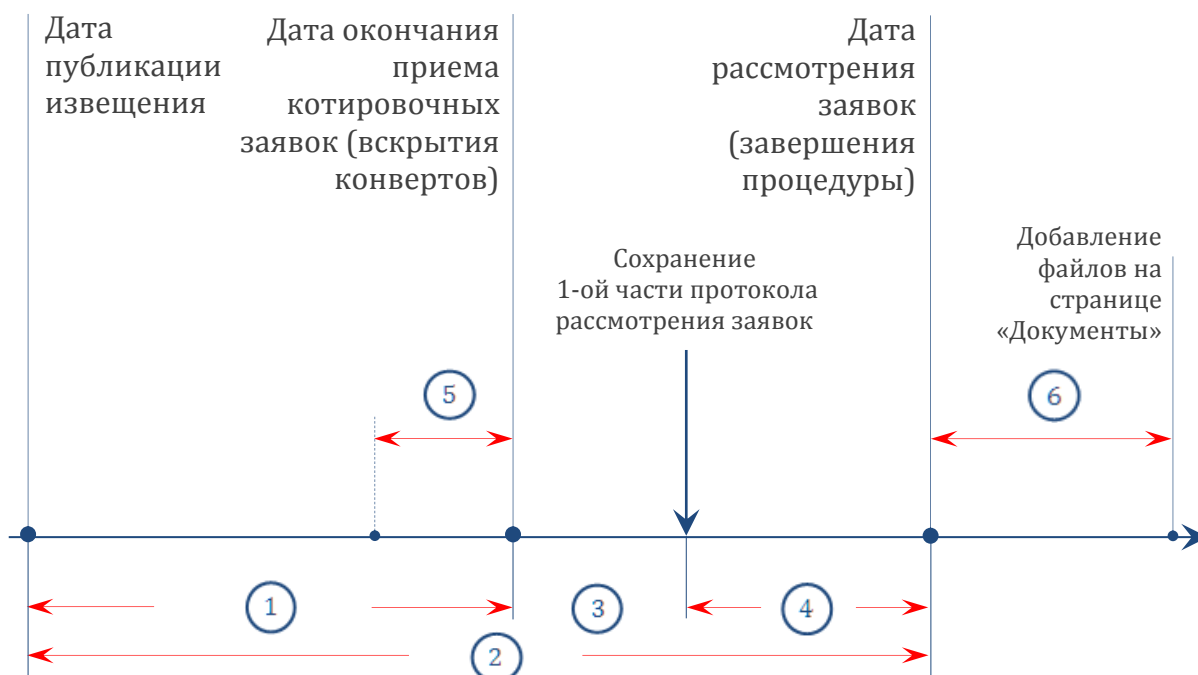 Дата
публикации
извещения
Дата окончания
приема
котировочных
заявок (вскрытия
конвертов)
Дата
рассмотрения
заявок
(завершения
процедуры)
Сохранение
1-ой части протокола
рассмотрения заявок
Добавление
файлов на
странице
«Документы»
5
6
1
3
4
2